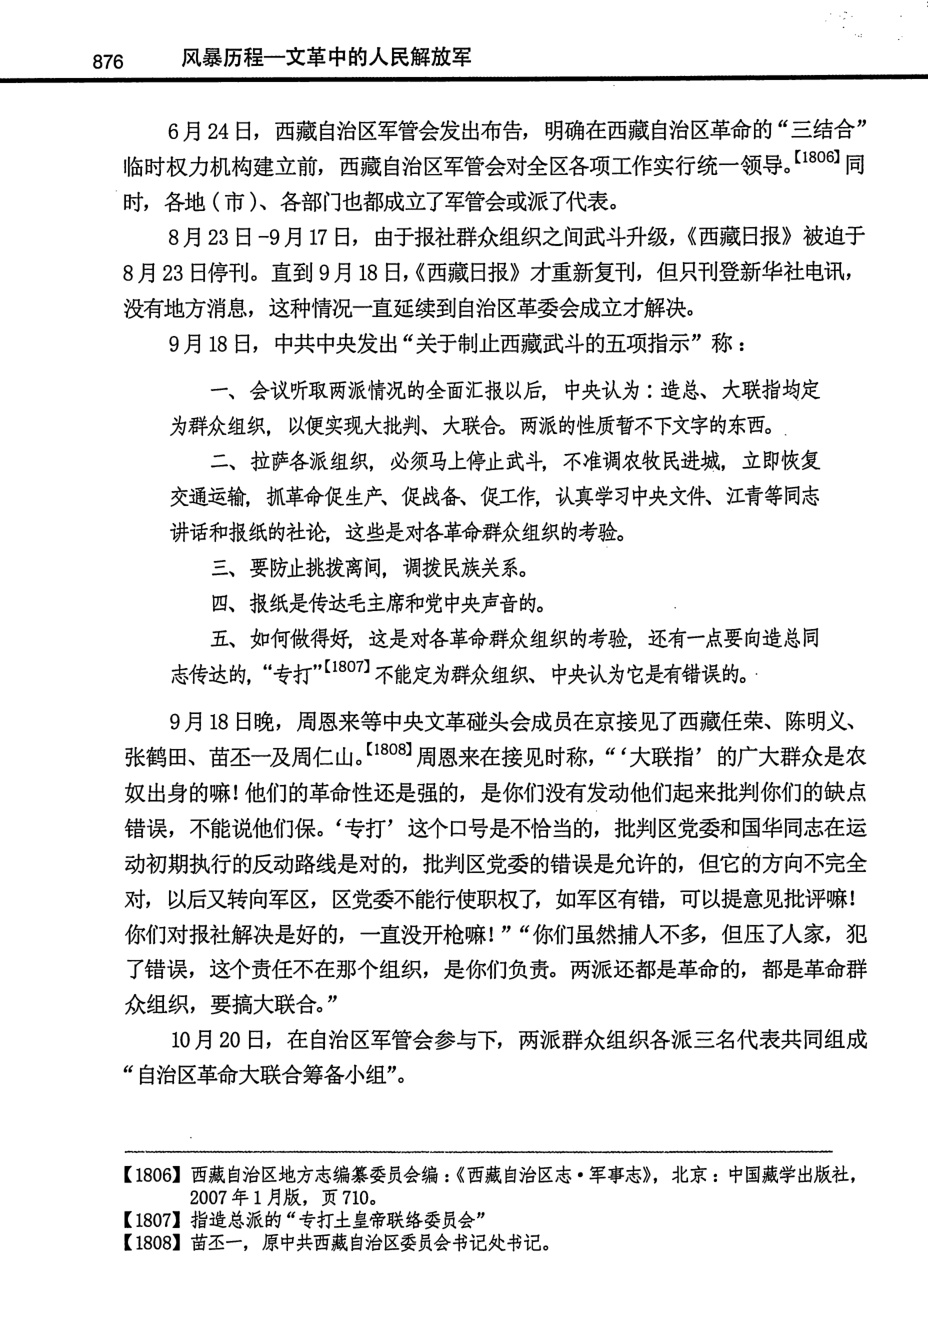 876 风暴历程—文革中的人民解放军
6月24日，西藏自治区军管会发出布告，明确在西藏自治区革命的“三结合”
临时权力机构建立前，西藏自治区军管会对全区各项工作实行统一领导。【1806】同
时，各地(市)、各部门也都成立了军管会或派了代表。
8月23日-9月17日，由于报社群众组织之间武斗升级，《西藏日报》被迫于
8月23日停刊。直到9月18日，《西藏日报》才重新复刊，但只刊登新华社电讯，
没有地方消息，这种情况一直延续到自治区革委会成立才解决。
9月18日，中共中央发出“关于制止西藏武斗的五项指示”称：
一、会议听取两派情况的全面汇报以后，中央认为：造总、大联指均定
为群众组织，以便实现大批判、大联合。两派的性质暂不下文字的东西。
二、拉萨各派组织，必须马上停止武斗，不准调农牧民进城，立即恢复
交通运输，抓革命促生产、促战备、促工作，认真学习中央文件、江青等同志
讲话和报纸的社论，这些是对各革命群众组织的考验。
三、要防止挑拨离间，调拨民族关系。
四、报纸是传达毛主席和党中央声音的。
五、如何做得好，这是对各革命群众组织的考验，还有一点要向造总同
志传达的，“专打”【1807】不能定为群众组织、中央认为它是有错误的。
9月18日晚，周恩来等中央文革碰头会成员在京接见了西藏任荣、陈明义、
张鹤田、苗丕一及周仁山。【1808】周恩来在接见时称，“‘大联指’的广大群众是农
奴出身的嘛！他们的革命性还是强的，是你们没有发动他们起来批判你们的缺点
错误，不能说他们保。‘专打’这个口号是不恰当的，批判区党委和国华同志在运
动初期执行的反动路线是对的，批判区党委的错误是允许的，但它的方向不完全
对，以后又转向军区，区党委不能行使职权了，如军区有错，可以提意见批评嘛！
你们对报社解决是好的，一直没开枪嘛！”“你们虽然捕人不多，但压了人家，犯
了错误，这个责任不在那个组织，是你们负责。两派还都是革命的，都是革命群
众组织，要搞大联合。”
10月20日，在自治区军管会参与下，两派群众组织各派三名代表共同组成
“自治区革命大联合筹备小组”。
【1806】西藏自治区地方志编纂委员会编：《西藏自治区志·军事志》，北京：中国藏学出版社，
2007年1月版，页710。
【1807】指造总派的“专打土皇帝联络委员会”
【1808】苗丕一，原中共西藏自治区委员会书记处书记。